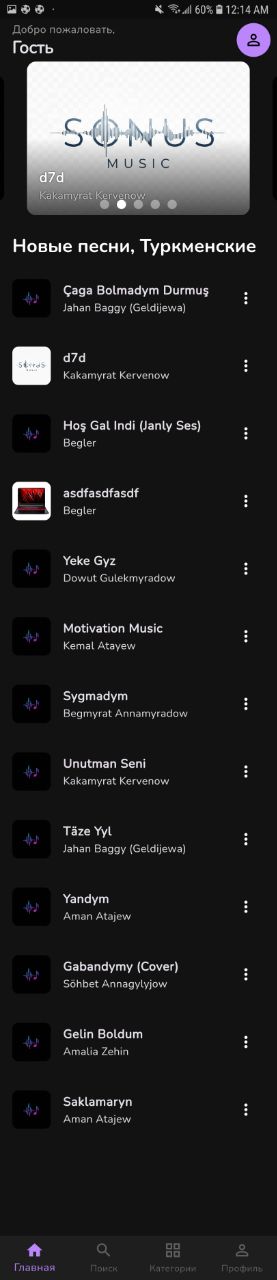 60% 12:14 AM
Добро пожаловать,
Гость
SONUS
MUSIC
d7d
Kakamyrat Kervenow
Новые песни, Туркменские
Çaga Bolmadym Durmuş
Jahan Baggy (Geldijewa)
SONUS
MUSIC
d7d
Kakamyrat Kervenow
Hoş Gal Indi (Janly Ses)
Begler
asdfasdfasdf
Begler
Yeke Gyz
Dowut Gulekmyradow
Motivation Music
Kemal Atayew
Sygmadym
Begmyrat Annamyradow
Unutman Seni
Kakamyrat Kervenow
Täze Yyl
Jahan Baggy (Geldijewa)
Yandym
Aman Atajew
Gabandymy (Cover)
Söhbet Annagylyjow
Gelin Boldum
Amalia Zehin
Saklamaryn
Aman Atajew
Главная Поиск Категории Профиль